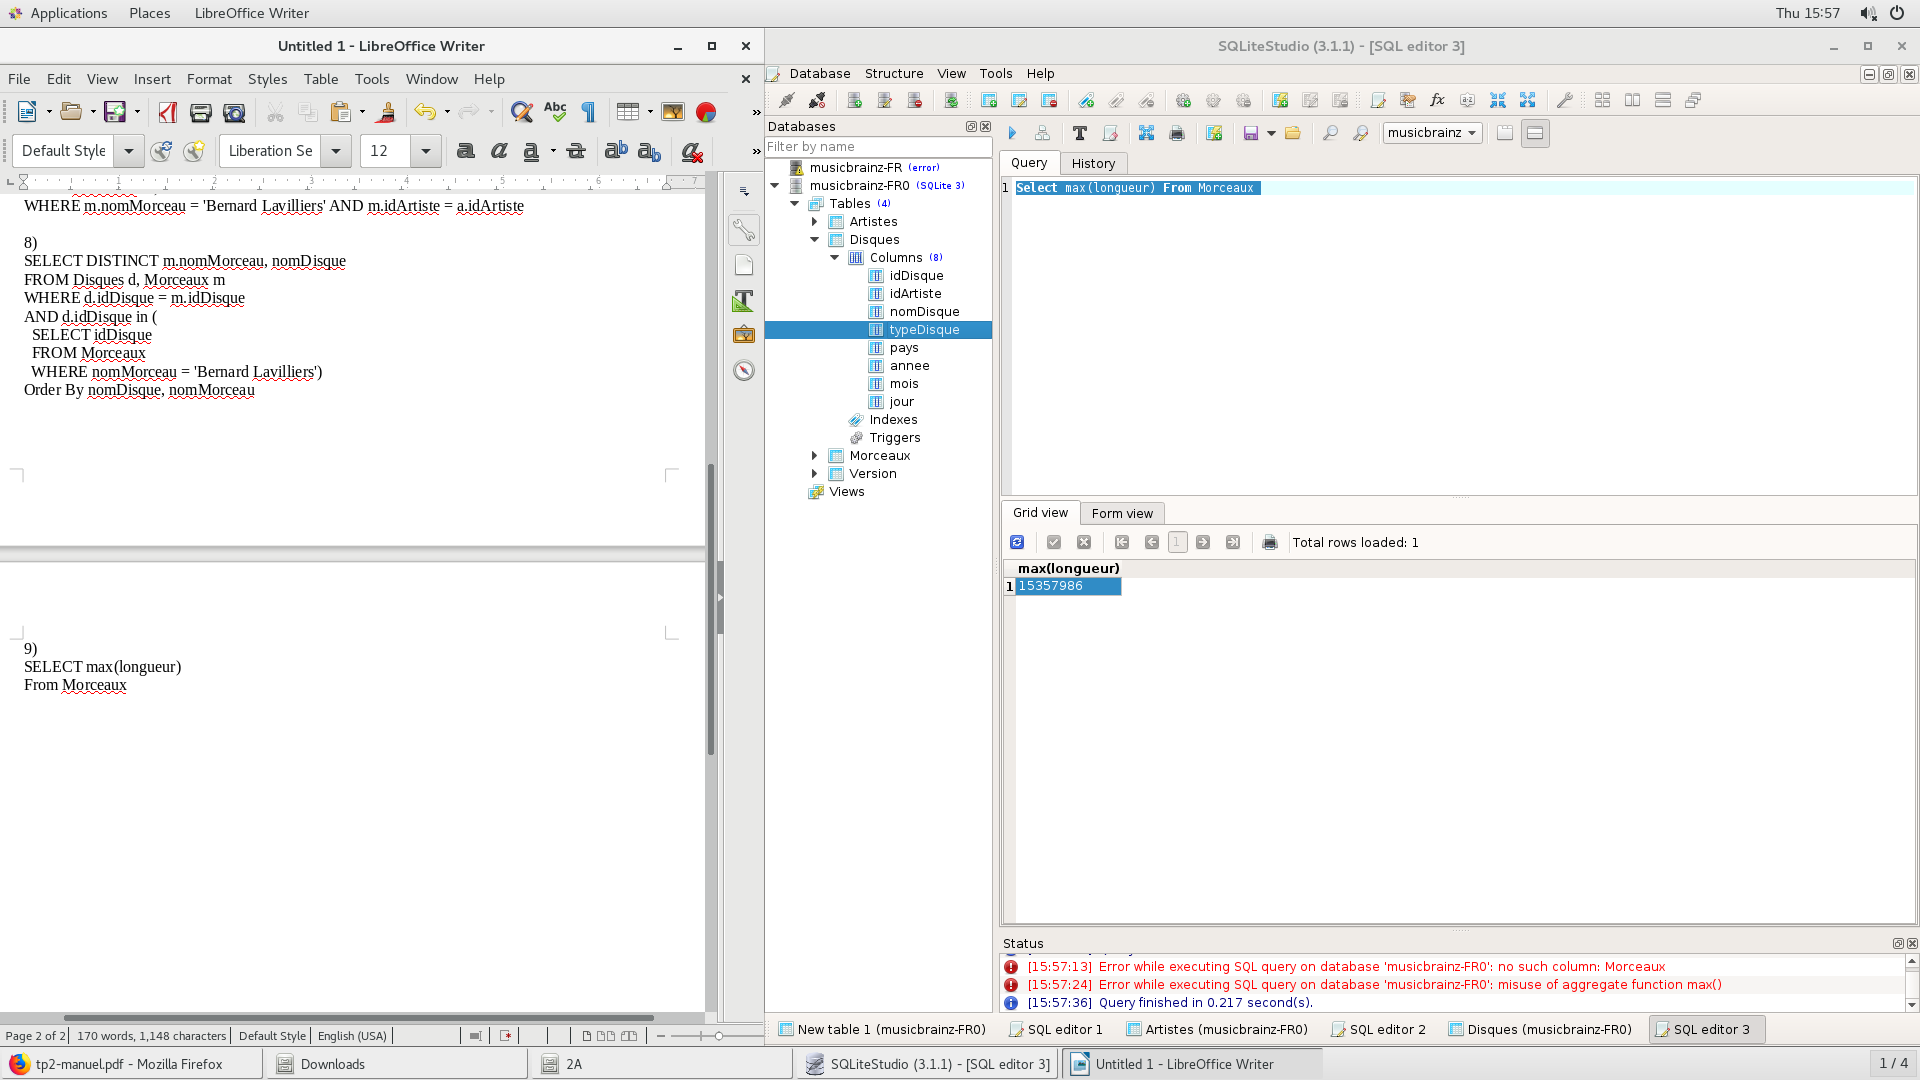 Applications Places LibreOffice Writer Thu 15:57
Untitled 1 - LibreOffice Writer
File Edit View Insert Format Styles Table Tools Window Help
Default Style Liberation Se 12
1 2 3 4 5 6 7
WHERE m.nomMorceau = 'Bernard Lavilliers' AND m.idArtiste = a.idArtiste
8)
SELECT DISTINCT m.nomMorceau, nomDisque
FROM Disques d, Morceaux m
WHERE d.idDisque = m.idDisque
AND d.idDisque in (
SELECT idDisque
FROM Morceaux
WHERE nomMorceau = 'Bernard Lavilliers')
Order By nomDisque, nomMorceau
9)
SELECT max(longueur)
From Morceaux
Page 2 of 2 170 words, 1,148 characters Default Style English (USA)
SQLiteStudio (3.1.1) - [SQL editor 3]
Database Structure View Tools Help
Databases
Filter by name
musicbrainz-FR (error)
musicbrainz-FR0 (SQLite 3)
Tables (4)
Artistes
Disques
Columns (8)
idDisque
idArtiste
nomDisque
typeDisque
pays
annee
mois
jour
Indexes
Triggers
Morceaux
Version
Views
musicbrainz
Query History
1 Select max(longueur) From Morceaux
Grid view Form view
1 Total rows loaded: 1
max(longueur)
1 15357986
Status
[15:57:13] Error while executing SQL query on database 'musicbrainz-FR0': no such column: Morceaux
[15:57:24] Error while executing SQL query on database 'musicbrainz-FR0': misuse of aggregate function max()
[15:57:36] Query finished in 0.217 second(s).
New table 1 (musicbrainz-FR0) SQL editor 1 Artistes (musicbrainz-FR0) SQL editor 2 Disques (musicbrainz-FR0) SQL editor 3
tp2-manuel.pdf - Mozilla Firefox Downloads 2A SQLiteStudio (3.1.1) - [SQL editor 3] Untitled 1 - LibreOffice Writer 1 / 4